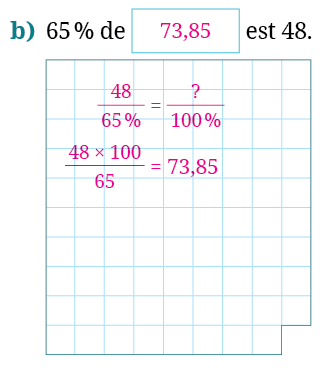 b) 65 % de 73,85 est 48.
48/65 % = ?/100 %
48 × 100/65 = 73,85